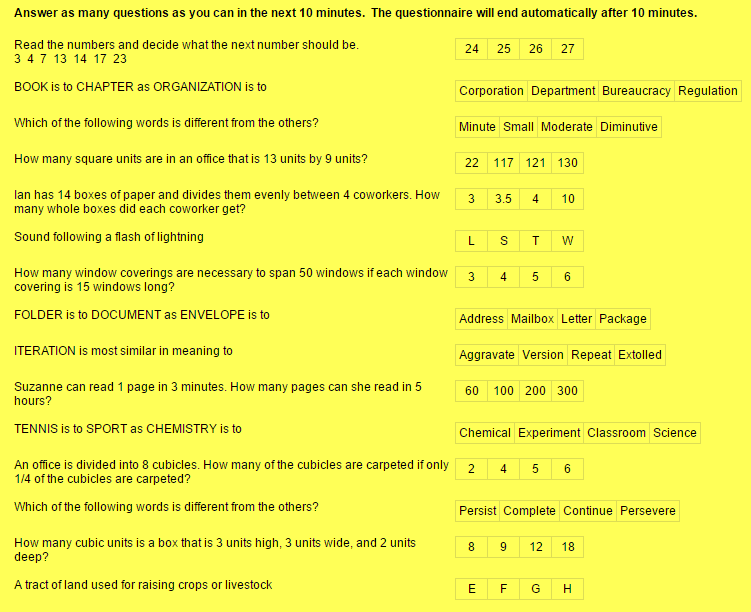 Answer as many questions as you can in the next 10 minutes.  The questionnaire will end automatically after 10 minutes.
Read the numbers and decide what the next number should be.
3  4  7  13  14  17  23
24 25 26 27
BOOK is to CHAPTER as ORGANIZATION is to
Corporation Department Bureaucracy Regulation
Which of the following words is different from the others?
Minute Small Moderate Diminutive
How many square units are in an office that is 13 units by 9 units?
22 117 121 130
Ian has 14 boxes of paper and divides them evenly between 4 coworkers. How
many whole boxes did each coworker get?
3 3.5 4 10
Sound following a flash of lightning
L S T W
How many window coverings are necessary to span 50 windows if each window
covering is 15 windows long?
3 4 5 6
FOLDER is to DOCUMENT as ENVELOPE is to
Address Mailbox Letter Package
ITERATION is most similar in meaning to
Aggravate Version Repeat Extolled
Suzanne can read 1 page in 3 minutes. How many pages can she read in 5
hours?
60 100 200 300
TENNIS is to SPORT as CHEMISTRY is to
Chemical Experiment Classroom Science
An office is divided into 8 cubicles. How many of the cubicles are carpeted if only
1/4 of the cubicles are carpeted?
2 4 5 6
Which of the following words is different from the others?
Persist Complete Continue Persevere
How many cubic units is a box that is 3 units high, 3 units wide, and 2 units
deep?
8 9 12 18
A tract of land used for raising crops or livestock
E F G H